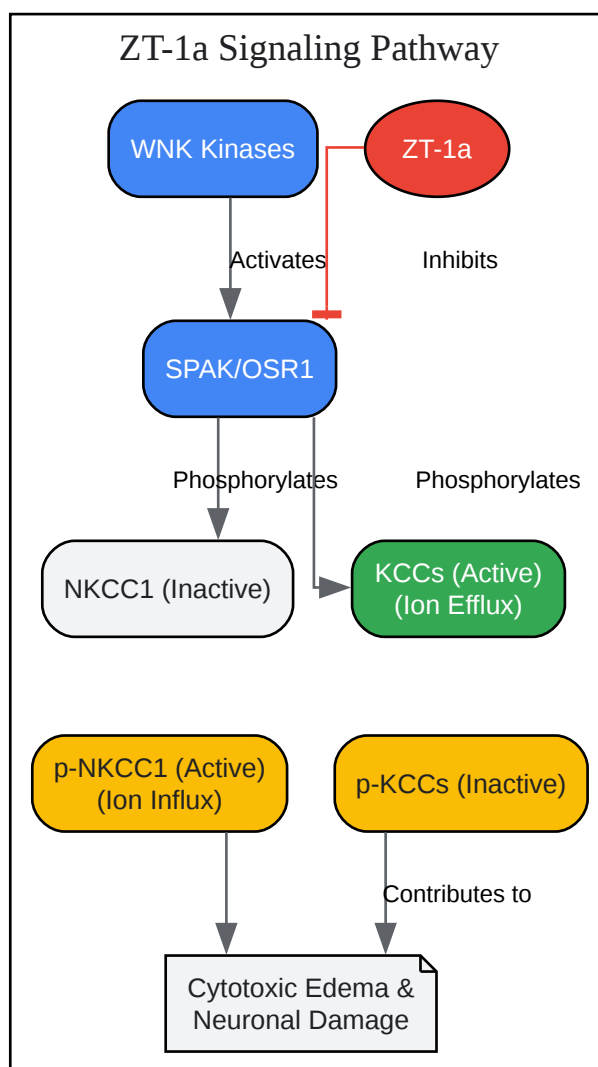 ZT-1a Signaling Pathway
WNK Kinases
ZT-1a
Activates
Inhibits
SPAK/OSR1
Phosphorylates
Phosphorylates
NKCC1 (Inactive)
KCCs (Active)
(Ion Efflux)
p-NKCC1 (Active)
(Ion Influx)
p-KCCs (Inactive)
Contributes to
Cytotoxic Edema &
Neuronal Damage